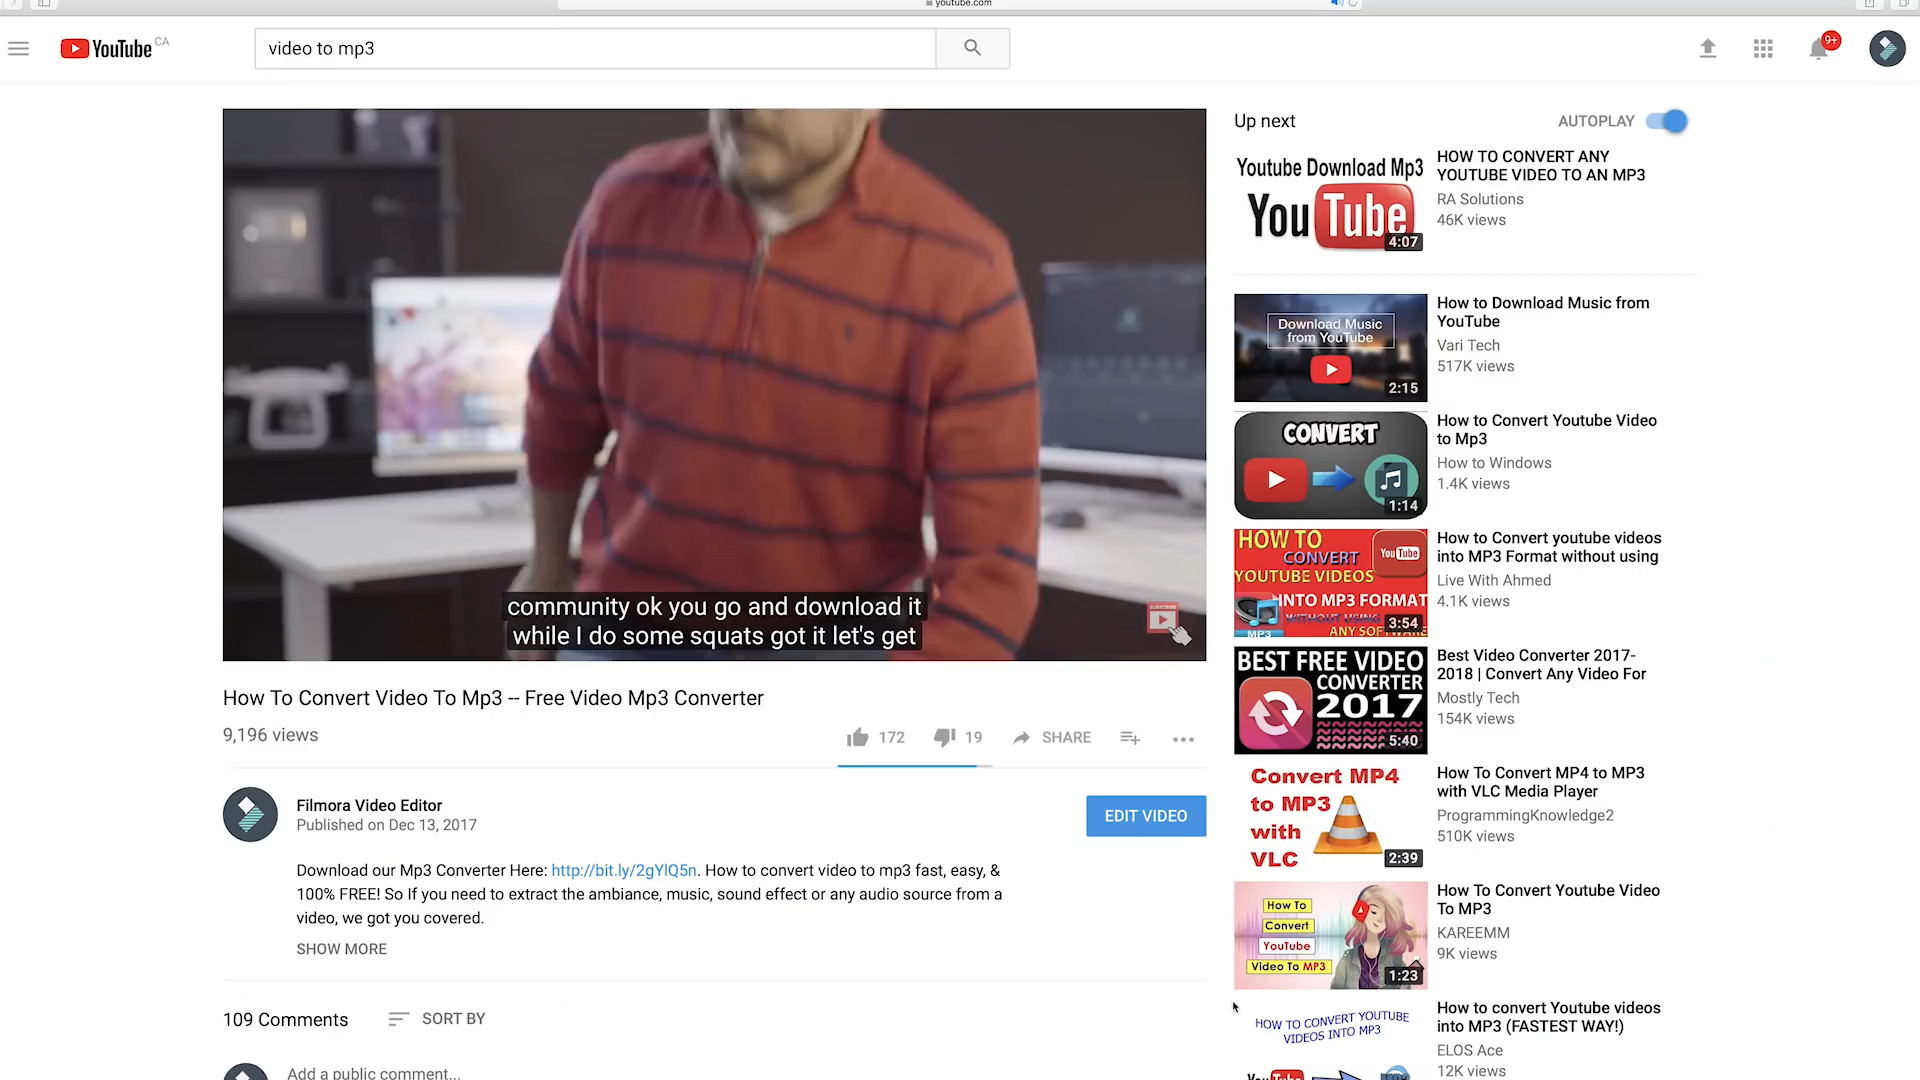 youtube.com
YouTube CA
video to mp3
9+
community ok you go and download it
while I do some squats got it let's get
SUBSCRIBE
How To Convert Video To Mp3 -- Free Video Mp3 Converter
9,196 views
172
19
SHARE
Filmora Video Editor
Published on Dec 13, 2017
EDIT VIDEO
Download our Mp3 Converter Here: http://bit.ly/2gYlQ5n. How to convert video to mp3 fast, easy, &
100% FREE! So If you need to extract the ambiance, music, sound effect or any audio source from a
video, we got you covered.
SHOW MORE
109 Comments
SORT BY
Add a public comment...
Up next
AUTOPLAY
Youtube Download Mp3
YouTube
4:07
HOW TO CONVERT ANY
YOUTUBE VIDEO TO AN MP3
RA Solutions
46K views
Download Music
from YouTube
2:15
How to Download Music from
YouTube
Vari Tech
517K views
CONVERT
1:14
How to Convert Youtube Video
to Mp3
How to Windows
1.4K views
HOW TO
CONVERT
YouTube
YOUTUBE VIDEOS
INTO MP3 FORMAT
WITHOUT USING
ANY SOFTWARE
MP3
3:54
How to Convert youtube videos
into MP3 Format without using
Live With Ahmed
4.1K views
BEST FREE VIDEO
CONVERTER
2017
5:40
Best Video Converter 2017-
2018 | Convert Any Video For
Mostly Tech
154K views
Convert MP4
to MP3
with
VLC
2:39
How To Convert MP4 to MP3
with VLC Media Player
ProgrammingKnowledge2
510K views
How To
Convert
YouTube
Video To MP3
1:23
How To Convert Youtube Video
To MP3
KAREEMM
9K views
HOW TO CONVERT YOUTUBE
VIDEOS INTO MP3
YouTube
How to convert Youtube videos
into MP3 (FASTEST WAY!)
ELOS Ace
12K views